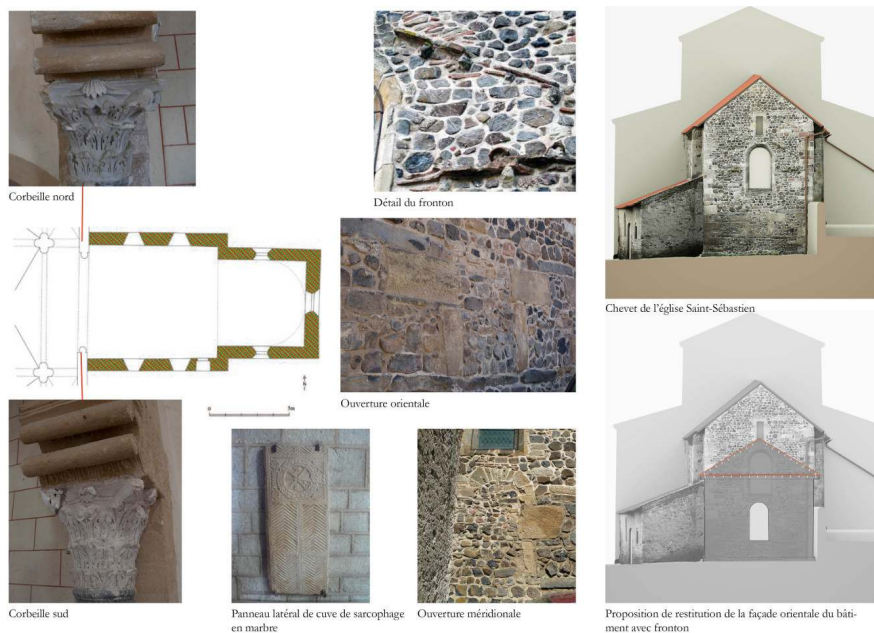 Corbeille nord
Détail du fronton
Chevet de l'église Saint-Sébastien
Ouverture orientale
Corbeille sud
Panneau latéral de cuve de sarcophage
en marbre
Ouverture méridionale
Proposition de restitution de la façade orientale du bâti-
ment avec fronton